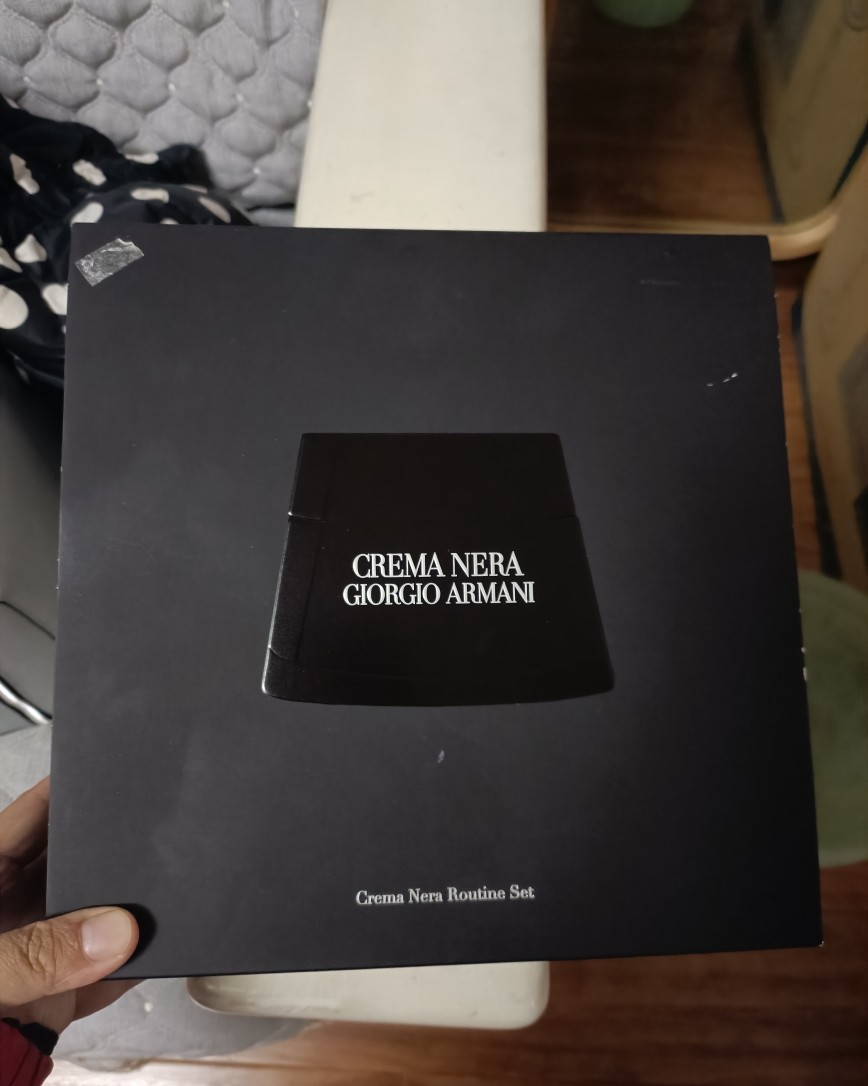 CREMA NERA
GIORGIO ARMANI
Crema Nera Routine Set